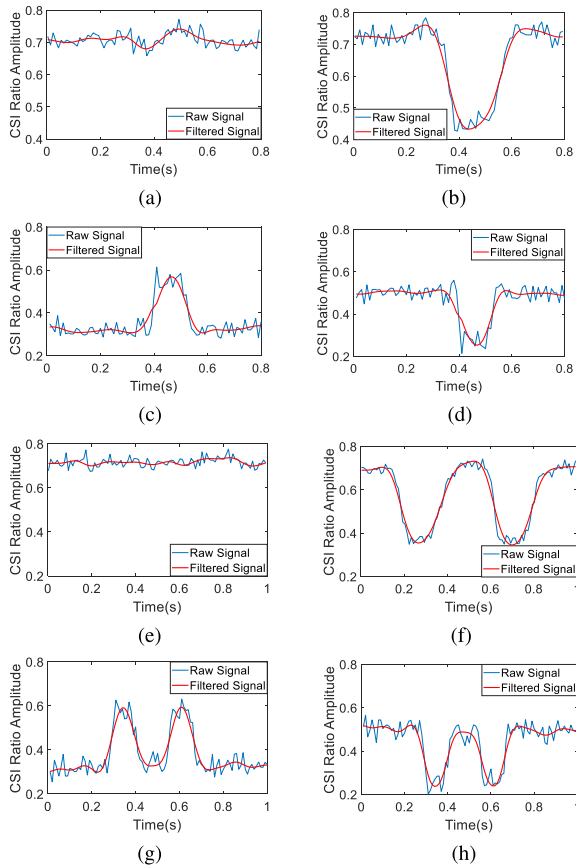 CSI Ratio Amplitude
0.8
0.7
0.6
0.5
0.4
Raw Signal
Filtered Signal
0 0.2 0.4 0.6 0.8
Time(s)
(a)
CSI Ratio Amplitude
0.8
0.7
0.6
0.5
0.4
Raw Signal
Filtered Signal
0 0.2 0.4 0.6 0.8
Time(s)
(b)
CSI Ratio Amplitude
0.8
0.6
0.4
0.2
Raw Signal
Filtered Signal
0 0.2 0.4 0.6 0.8
Time(s)
(c)
CSI Ratio Amplitude
0.8
0.6
0.4
0.2
Raw Signal
Filtered Signal
0 0.2 0.4 0.6 0.8
Time(s)
(d)
CSI Ratio Amplitude
0.8
0.6
0.4
0.2
Raw Signal
Filtered Signal
0 0.2 0.4 0.6 0.8 1
Time(s)
(e)
CSI Ratio Amplitude
0.8
0.6
0.4
0.2
Raw Signal
Filtered Signal
0 0.2 0.4 0.6 0.8 1
Time(s)
(f)
CSI Ratio Amplitude
0.8
0.6
0.4
0.2
Raw Signal
Filtered Signal
0 0.2 0.4 0.6 0.8 1
Time(s)
(g)
CSI Ratio Amplitude
0.8
0.6
0.4
0.2
Raw Signal
Filtered Signal
0 0.2 0.4 0.6 0.8 1
Time(s)
(h)